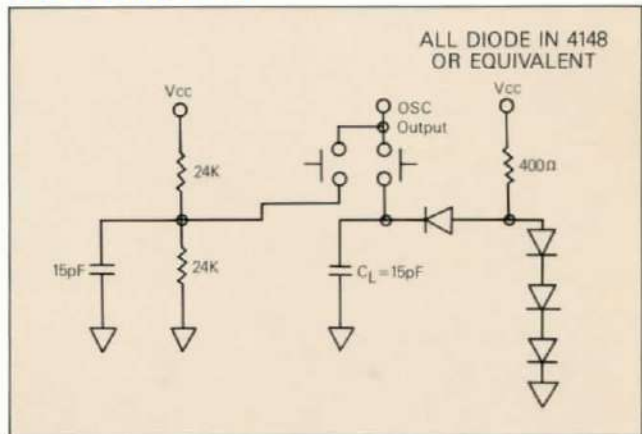 ALL DIODE IN 4148
OR EQUIVALENT
Vcc
OSC
Output
Vcc
24K
400Ω
15pF
24K
CL=15pF